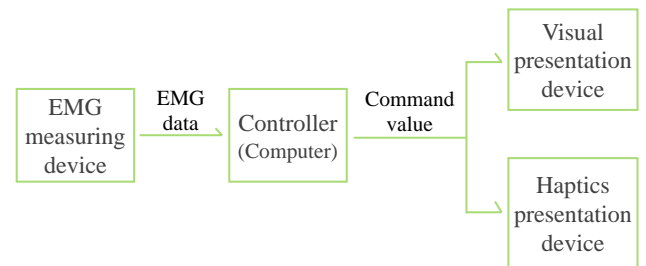 EMG
measuring
device
EMG
data
Controller
(Computer)
Command
value
Visual
presentation
device
Haptics
presentation
device